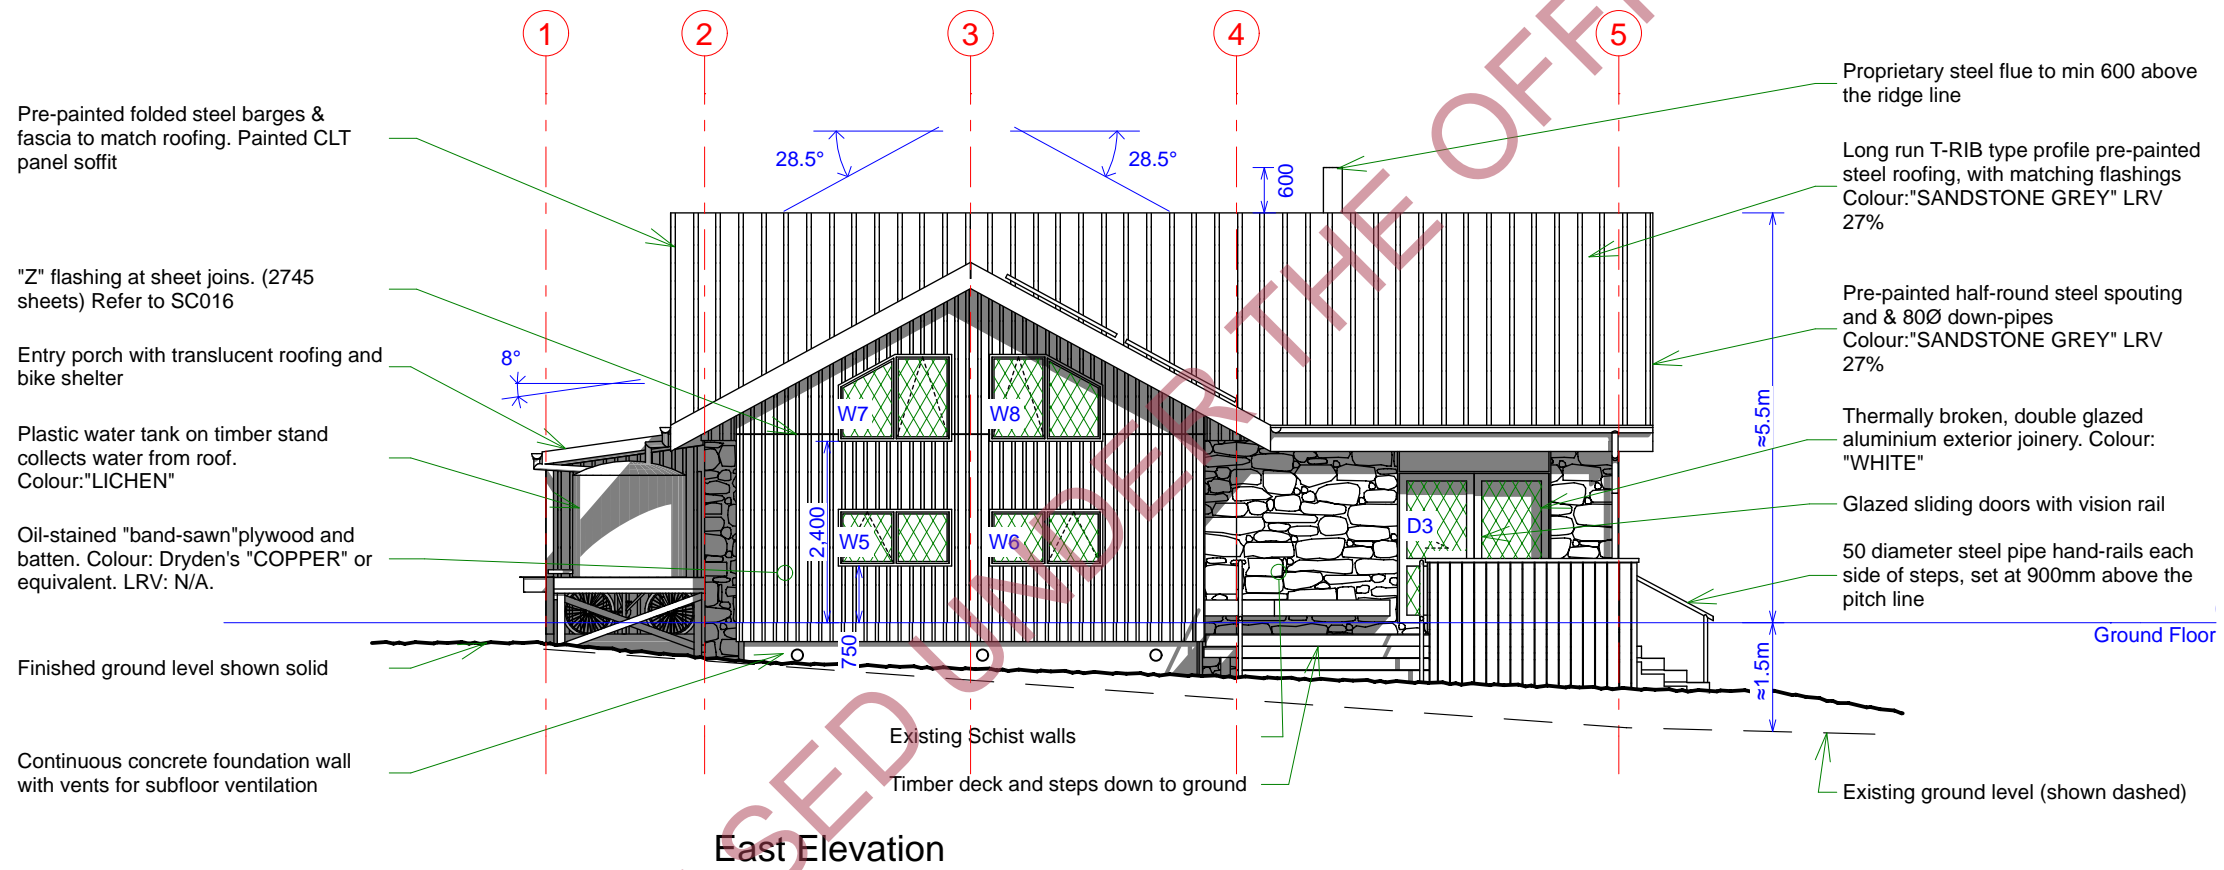 1
2
3
4
5
Pre-painted folded steel barges &
fascia to match roofing. Painted CLT
panel soffit
"Z" flashing at sheet joins. (2745
sheets) Refer to SC016
Entry porch with translucent roofing and
bike shelter
Plastic water tank on timber stand
collects water from roof.
Colour:"LICHEN"
Oil-stained "band-sawn"plywood and
batten. Colour: Dryden's "COPPER" or
equivalent. LRV: N/A.
Finished ground level shown solid
Continuous concrete foundation wall
with vents for subfloor ventilation
8°
28.5°
28.5°
600
W7
W8
W5
W6
D3
2,400
750
≈5.5m
≈1.5m
Proprietary steel flue to min 600 above
the ridge line
Long run T-RIB type profile pre-painted
steel roofing, with matching flashings
Colour:"SANDSTONE GREY" LRV
27%
Pre-painted half-round steel spouting
and & 80Ø down-pipes
Colour:"SANDSTONE GREY" LRV
27%
Thermally broken, double glazed
aluminium exterior joinery. Colour:
"WHITE"
Glazed sliding doors with vision rail
50 diameter steel pipe hand-rails each
side of steps, set at 900mm above the
pitch line
Ground Floor
Existing ground level (shown dashed)
Existing Schist walls
Timber deck and steps down to ground
East Elevation
SED UNDER THE OFF